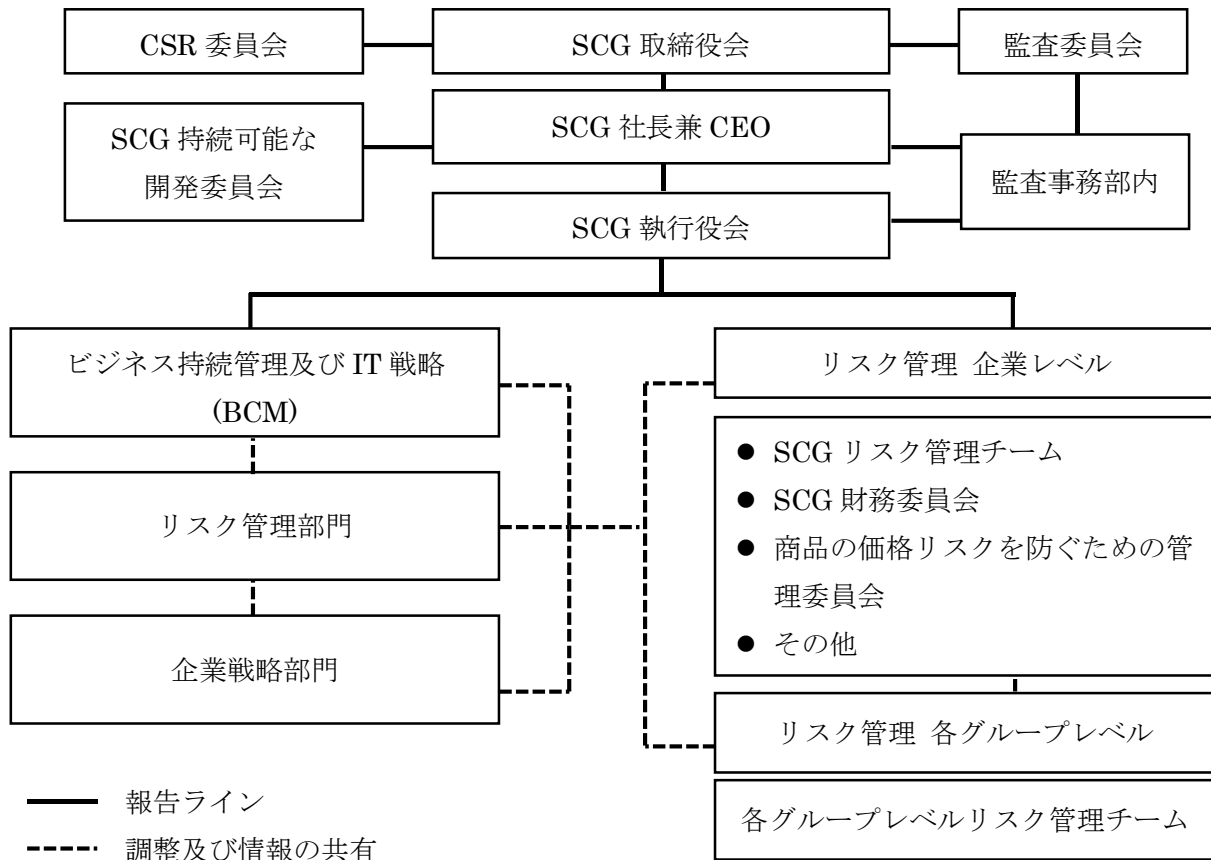 CSR 委員会
SCG 取締役会
監査委員会
SCG 持続可能な
開発委員会
SCG 社長兼 CEO
監査事務部内
SCG 執行役会
ビジネス持続管理及び IT 戦略
(BCM)
リスク管理部門
企業戦略部門
リスク管理 企業レベル
● SCG リスク管理チーム
● SCG 財務委員会
● 商品の価格リスクを防ぐための管
理委員会
● その他
リスク管理 各グループレベル
各グループレベルリスク管理チーム
報告ライン
調整及び情報の共有